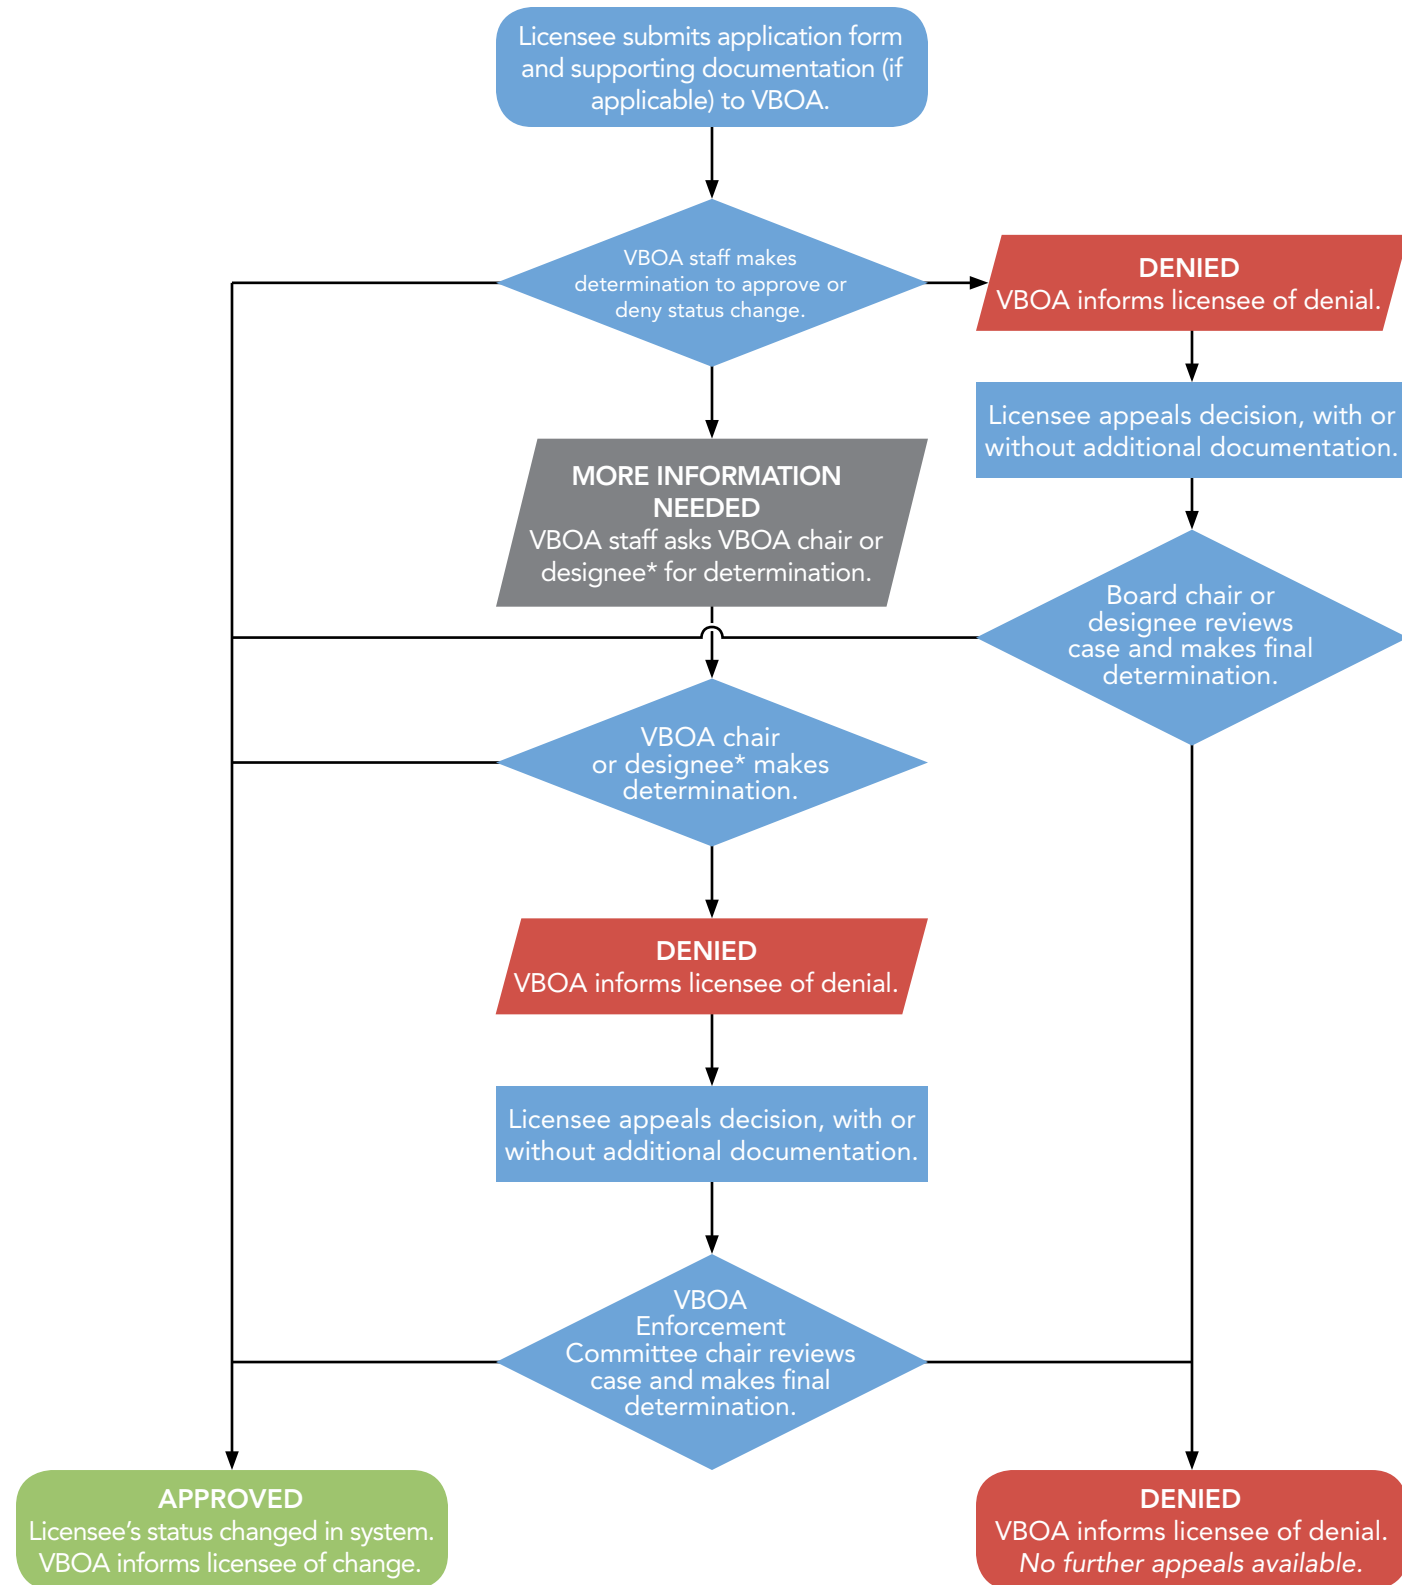 Licensee submits application form
and supporting documentation (if
applicable) to VBOA.
VBOA staff makes
determination to approve or
deny status change.
DENIED
VBOA informs licensee of denial.
Licensee appeals decision, with or
without additional documentation.
MORE INFORMATION
NEEDED
VBOA staff asks VBOA chair or
designee* for determination.
Board chair or
designee reviews
case and makes final
determination.
VBOA chair
or designee* makes
determination.
DENIED
VBOA informs licensee of denial.
Licensee appeals decision, with or
without additional documentation.
VBOA
Enforcement
Committee chair reviews
case and makes final
determination.
APPROVED
Licensee's status changed in system.
VBOA informs licensee of change.
DENIED
VBOA informs licensee of denial.
No further appeals available.